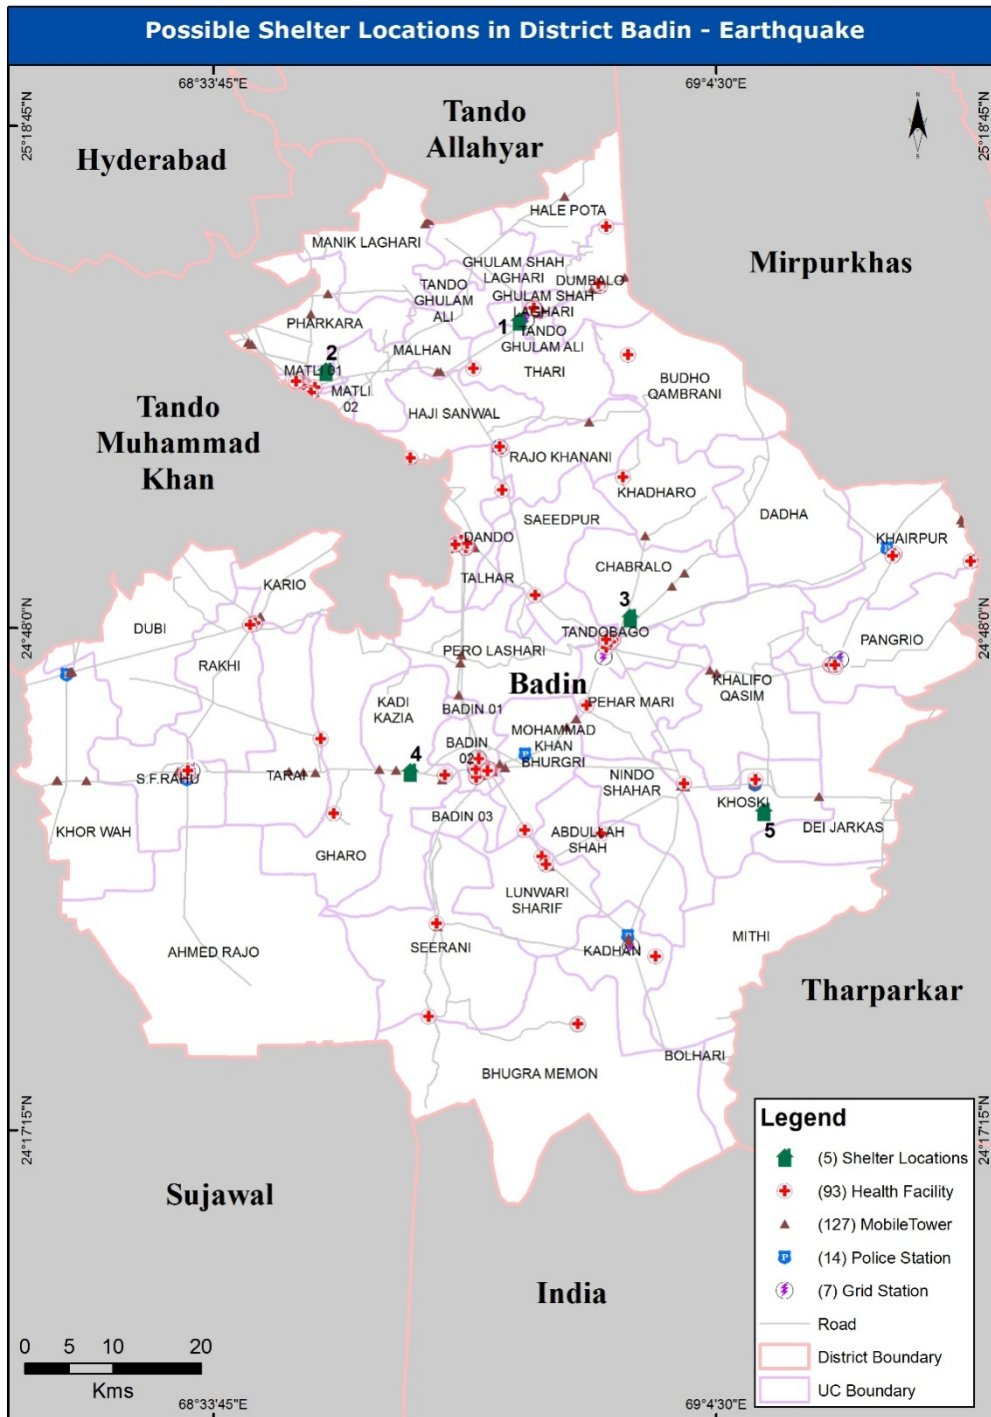 Possible Shelter Locations in District Badin - Earthquake
68°33'45"E
69°4'30"E
25°18'45"N
25°18'45"N
Tando
Allahyar
Hyderabad
HALE POTA
MANIK LAGHARI
Mirpurkhas
GHULAM SHAH
LAGHARI
DUMBALO
TANDO
GHULAM
ALI
GHULAM SHAH
LAGHARI
PHARKARA
1
TANDO
GHULAM ALI
2
MALHAN
THARI
MATLI 01
BUDHO
QAMBRANI
MATLI
02
Tando
Muhammad
Khan
HAJI SANWAL
RAJO KHANANI
KHADHARO
SAEEDPUR
DADHA
DANDO
KHAIRPUR
CHABRALO
TALHAR
KARIO
3
24°48'0"N
24°48'0"N
DUBI
TANDOBAGO
PANGRIO
PERO LASHARI
RAKHI
KHALIFO
QASIM
Badin
KADI
KAZIA
BADIN 01
PEHAR MARI
MOHAMMAD
KHAN
BHURGRI
BADIN
02
4
S.F.RAHU
TARAI
NINDO
SHAHAR
KHOSKI
BADIN 03
5
DEI JARKAS
KHOR WAH
ABDULLAH
SHAH
GHARO
LUNWARI
SHARIF
MITHI
AHMED RAJO
SEERANI
KADHAN
Tharparkar
BOLHARI
BHUGRA MEMON
24°17'15"N
24°17'15"N
Sujawal
India
Legend
(5) Shelter Locations
(93) Health Facility
(127) MobileTower
(14) Police Station
(7) Grid Station
Road
District Boundary
UC Boundary
0 5 10 20
Kms
68°33'45"E
69°4'30"E
N
S